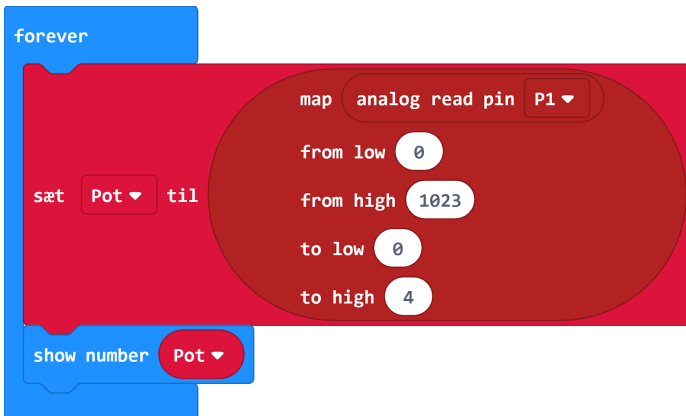 forever
map analog read pin P1
from low 0
sæt Pot til
from high 1023
to low 0
to high 4
show number Pot